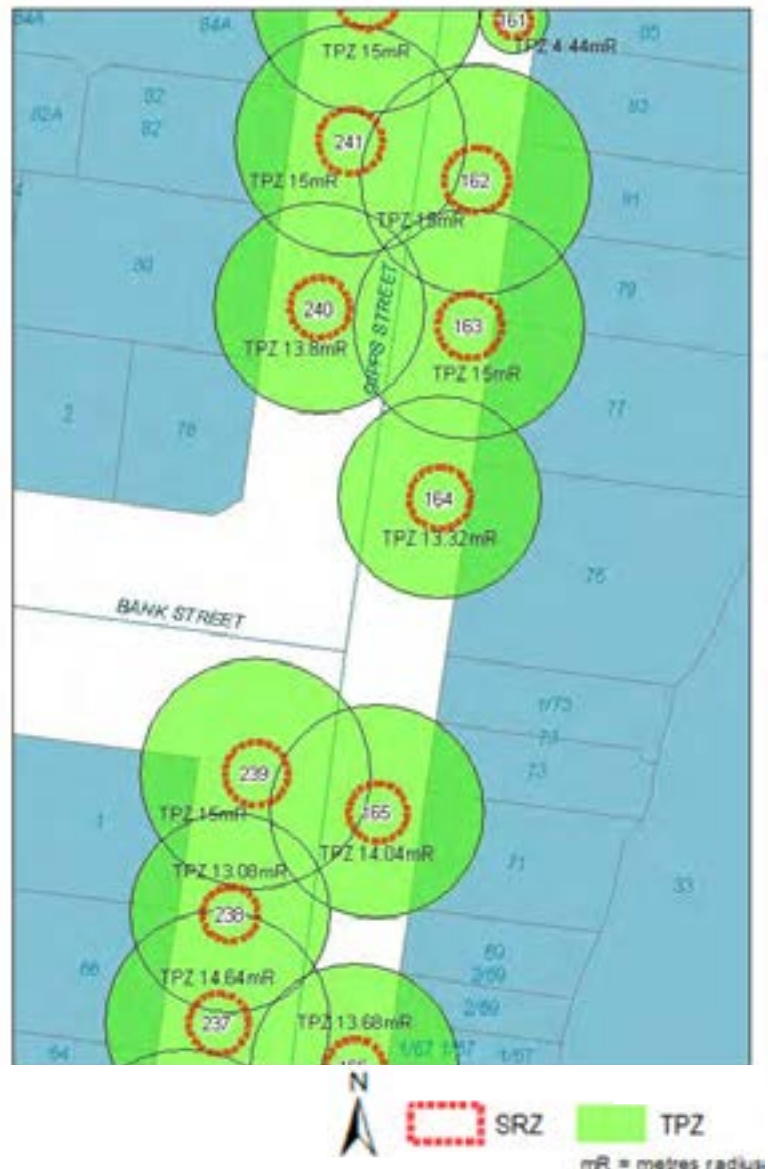 84A
84A
161
85
TPZ 15mR
TPZ 4.44mR
82
82
82A
83
241
TPZ 15mR
162
TPZ 15mR
80
79
240
163
GIPPS STREET
TPZ 13.8mR
TPZ 15mR
77
2
78
164
TPZ 13.32mR
75
BANK STREET
1/73
73
73
239
TPZ 15mR
165
1
TPZ 14.04mR
71
TPZ 13.08mR
33
238
69
2/69
66
TPZ 14.64mR
2/69
237
TPZ 13.68mR
64
1/67
1/67
1/67
N
SRZ
TPZ
mR = metres radius